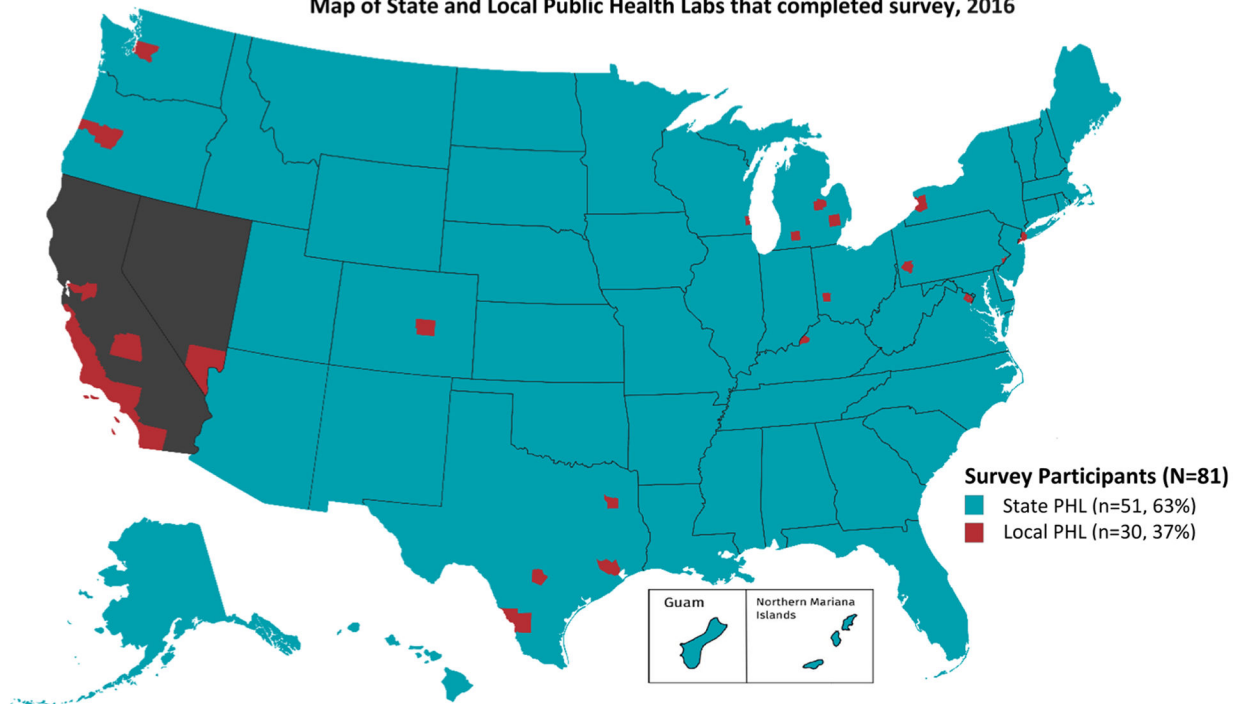 Map of State and Local Public Health Labs that completed survey, 2016
Survey Participants (N=81)
State PHL (n=51, 63%)
Local PHL (n=30, 37%)
Guam
Northern Mariana
Islands